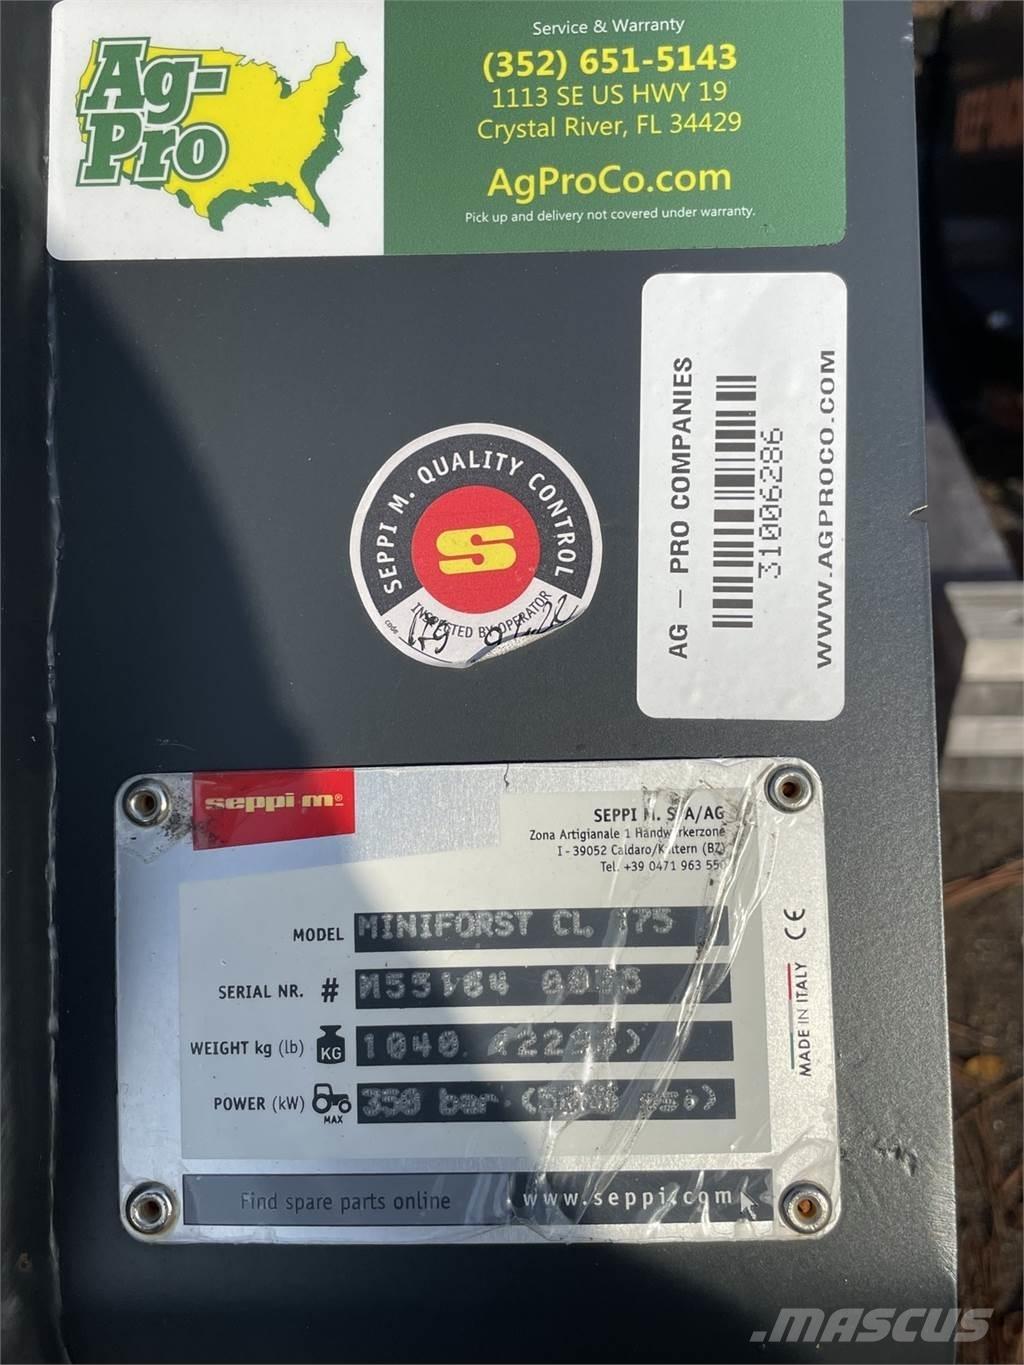 Ag-
Pro
Service & Warranty
(352) 651-5143
1113 SE US HWY 19
Crystal River, FL 34429
AgProCo.com
Pick up and delivery not covered under warranty.
AG - PRO COMPANIES
31006286
WWW.AGPROCO.COM
SEPPI M. QUALITY CONTROL
S
INSPECTED BY OPERATOR
code
seppi m®
SEPPI M. SPA/AG
Zona Artigianale 1 Handwerkerzone
I - 39052 Caldaro/Kaltern (BZ)
Tel. +39 0471 963 550
MODEL MINIFORST CL. 175
SERIAL NR. #
WEIGHT kg (lb) KG 1040
POWER (kW) MAX 350 bar (5000 psi)
MADE IN ITALY CE
Find spare parts online www.seppi.com
MASCUS